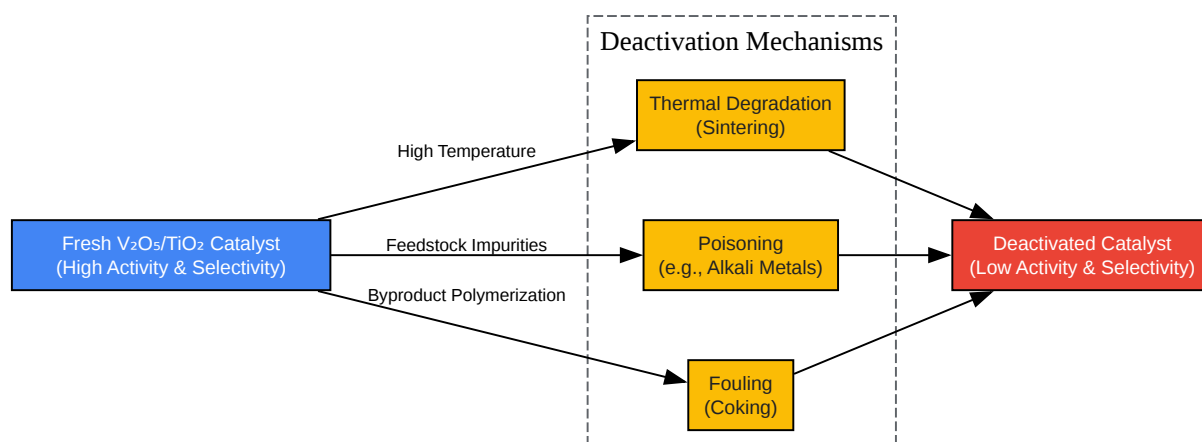 Deactivation Mechanisms
Thermal Degradation
(Sintering)
High Temperature
Fresh V₂O₅/TiO₂ Catalyst
(High Activity & Selectivity)
Feedstock Impurities
Poisoning
(e.g., Alkali Metals)
Deactivated Catalyst
(Low Activity & Selectivity)
Byproduct Polymerization
Fouling
(Coking)